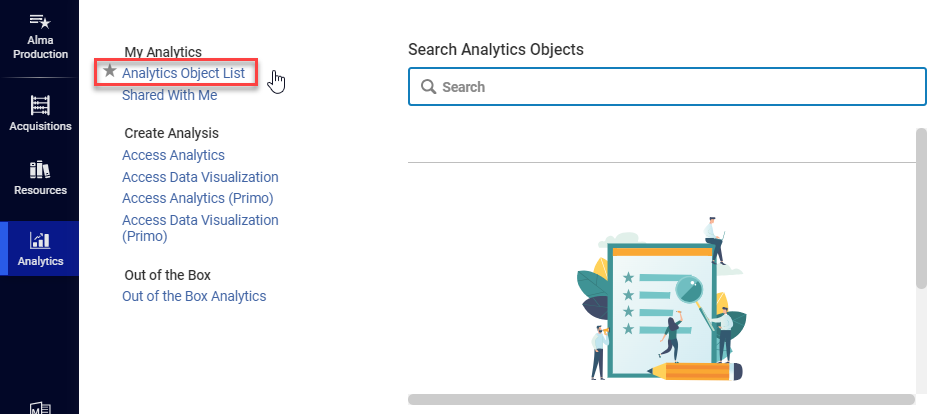 Alma
Production
Acquisitions
Resources
Analytics
My Analytics
Analytics Object List
Shared With Me
Create Analysis
Access Analytics
Access Data Visualization
Access Analytics (Primo)
Access Data Visualization
(Primo)
Out of the Box
Out of the Box Analytics
Search Analytics Objects
Search